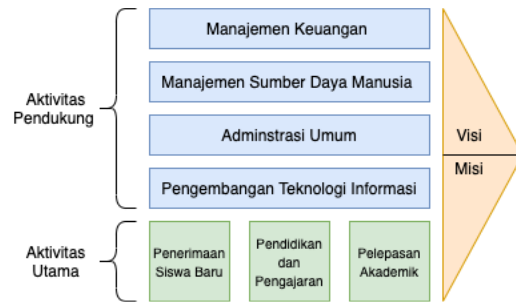 Manajemen Keuangan
Manajemen Sumber Daya Manusia
Aktivitas
Pendukung
Adminstrasi Umum
Visi
Misi
Pengembangan Teknologi Informasi
Aktivitas
Utama
Penerimaan
Siswa Baru
Pendidikan
dan
Pengajaran
Pelepasan
Akademik